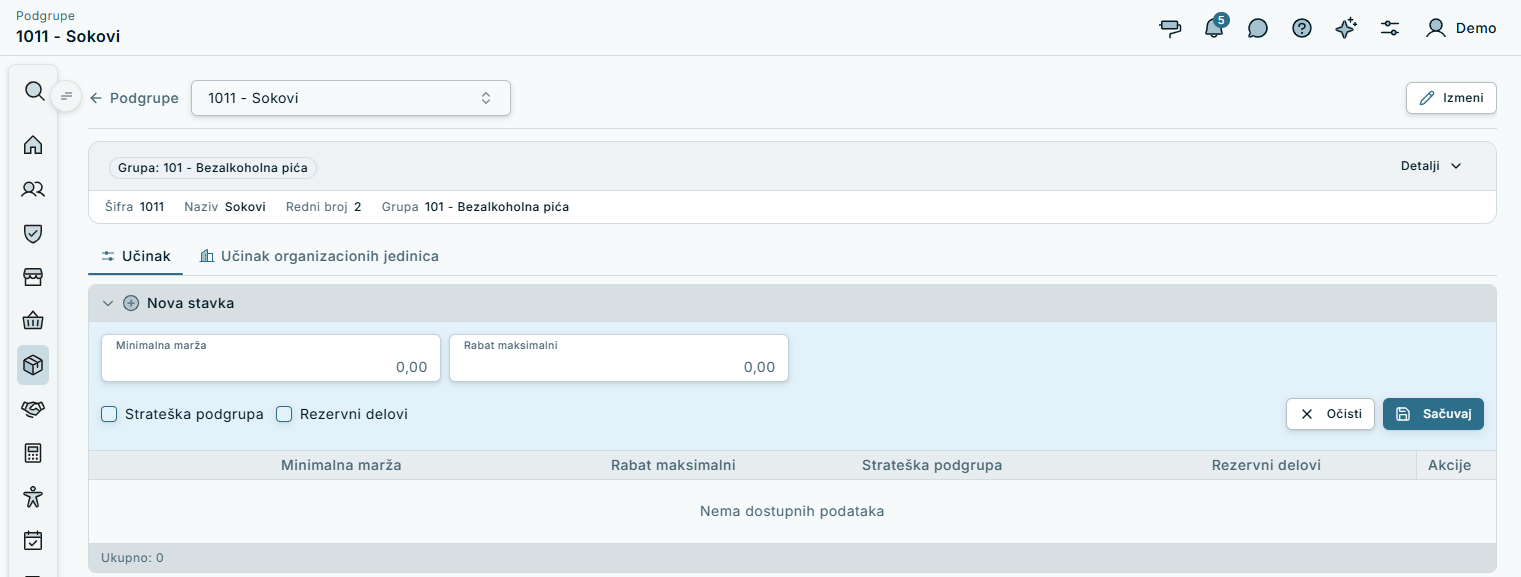 Podgrupe
1011 - Sokovi
5
Demo
Podgrupe
1011 - Sokovi
Izmeni
Grupa: 101 - Bezalkoholna pića
Detalji
Šifra 1011 Naziv Sokovi Redni broj 2 Grupa 101 - Bezalkoholna pića
Učinak Učinak organizacionih jedinica
Nova stavka
Minimalna marža Rabat maksimalni
0,00 0,00
Strateška podgrupa Rezervni delovi Očisti Sačuvaj
Minimalna marža Rabat maksimalni Strateška podgrupa Rezervni delovi Akcije
Nema dostupnih podataka
Ukupno: 0